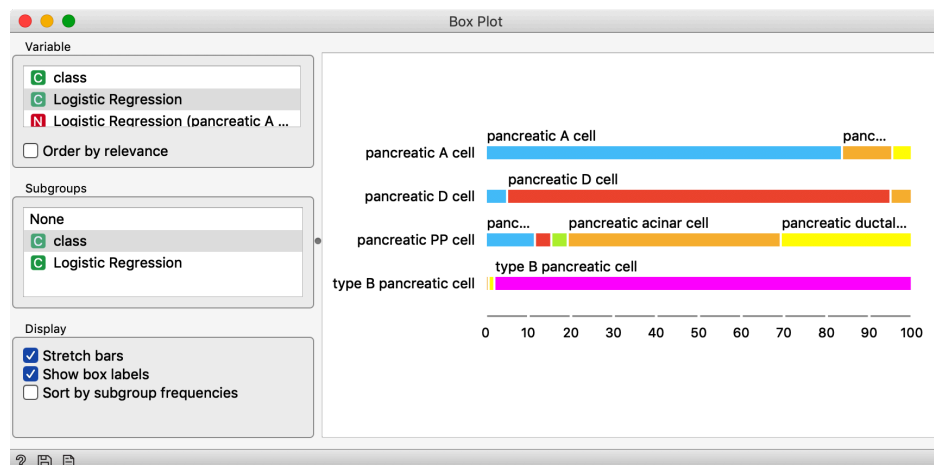 Box Plot
Variable
C class
C Logistic Regression
N Logistic Regression (pancreatic A ...
Order by relevance
Subgroups
None
C class
C Logistic Regression
Display
Stretch bars
Show box labels
Sort by subgroup frequencies
pancreatic A cell panc...
pancreatic A cell
pancreatic D cell
pancreatic D cell
panc... pancreatic acinar cell pancreatic ductal...
pancreatic PP cell
type B pancreatic cell
type B pancreatic cell
0 10 20 30 40 50 60 70 80 90 100
?